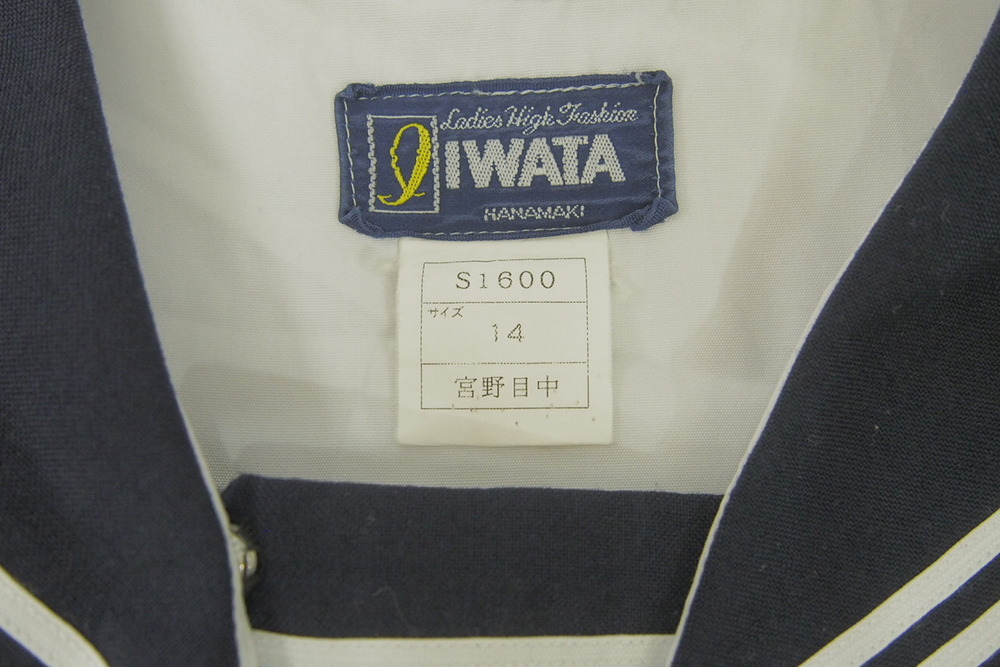 Ladies High Fashion
IWATA
HANAMAKI
S1600
サイズ
14
宮野目中